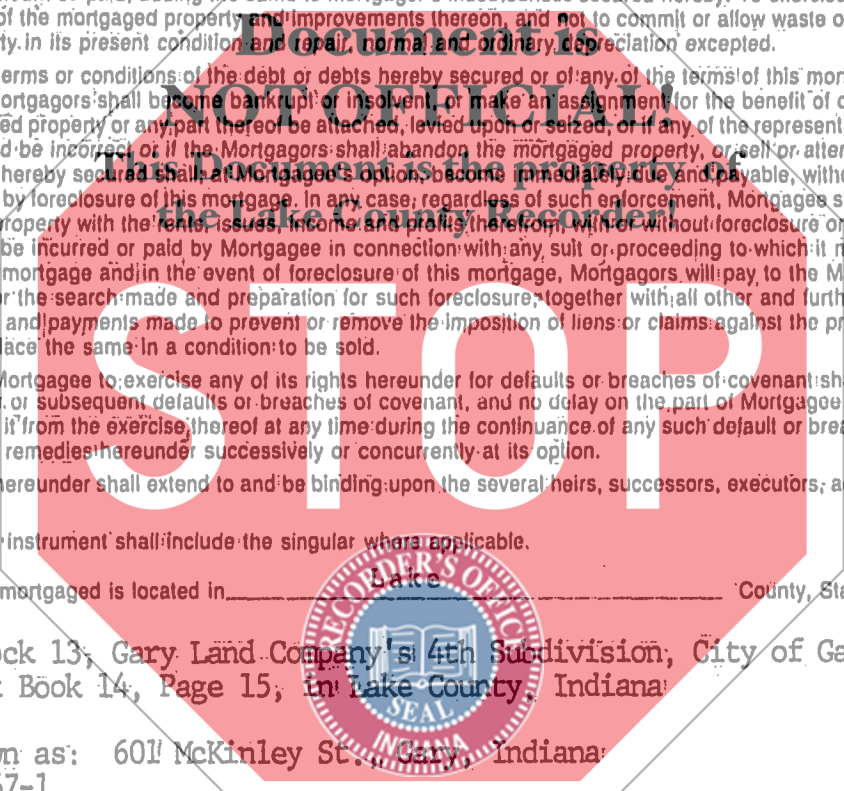 of the mortgaged property and improvements thereon, and not to commit or allow waste o
Document is
ty in its present condition and repair, normal and ordinary depreciation excepted.
erms or conditions of the debt or debts hereby secured or of any of the terms of this mor
NOT OFFICIAL!
ortgagors shall become bankrupt or insolvent, or make an assignment for the benefit of c
ed property or any part thereof be attached, levied upon or seized, or if any of the represent
d be incorrect or if the Mortgagors shall abandon the mortgaged property, or sell or atter
This Document is the property of
hereby secured shall at Mortgagee's option, become immediately due and payable, witho
by foreclosure of this mortgage. In any case, regardless of such enforcement, Mortgagee s
the Lake County Recorder!
roperty with the rents, issues, income and profits therefrom, with or without foreclosure or
be incurred or paid by Mortgagee in connection with any suit or proceeding to which it m
mortgage and in the event of foreclosure of this mortgage, Mortgagors will pay to the M
r the search made and preparation for such foreclosure, together with all other and furth
and payments made to prevent or remove the imposition of liens or claims against the pr
lace the same in a condition to be sold.
STOP
Mortgagee to exercise any of its rights hereunder for defaults or breaches of covenant sh
r or subsequent defaults or breaches of covenant, and no delay on the part of Mortgagee
it from the exercise thereof at any time during the continuance of any such default or brea
remedies hereunder successively or concurrently at its option.
hereunder shall extend to and be binding upon the several heirs, successors, executors, a
instrument shall include the singular where applicable.
mortgaged is located in Lake County, Sta
RECORDER'S OFFICE
ock 13, Gary Land Company's 4th Subdivision, City of Ga
t Book 14, Page 15, in Lake County, Indiana
SEAL
INDIANA
wn as: 601 McKinley St., Gary, Indiana
57-1